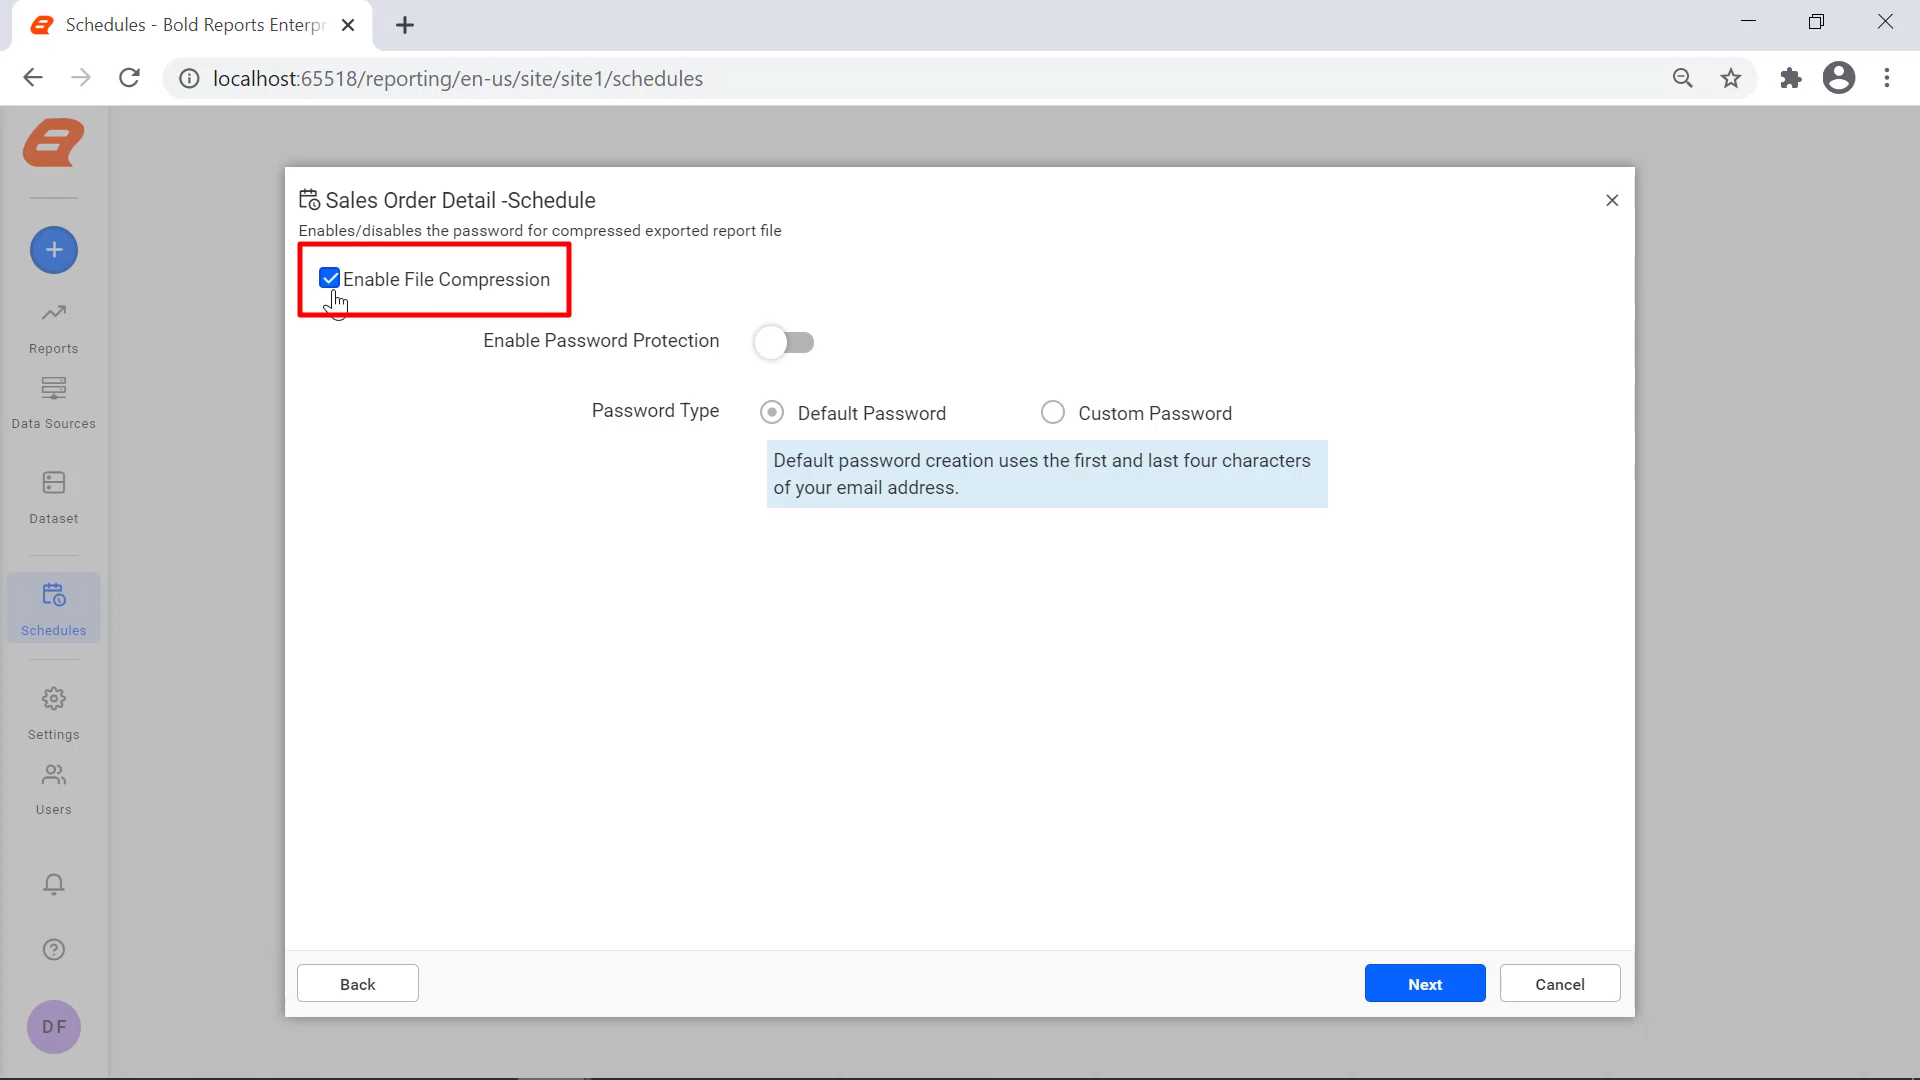 Schedules - Bold Reports Enterpr
localhost:65518/reporting/en-us/site/site1/schedules
Reports
Data Sources
Dataset
Schedules
Settings
Users
DF
Sales Order Detail -Schedule
Enables/disables the password for compressed exported report file
Enable File Compression
Enable Password Protection
Password Type
Default Password
Custom Password
Default password creation uses the first and last four characters
of your email address.
Back
Next
Cancel